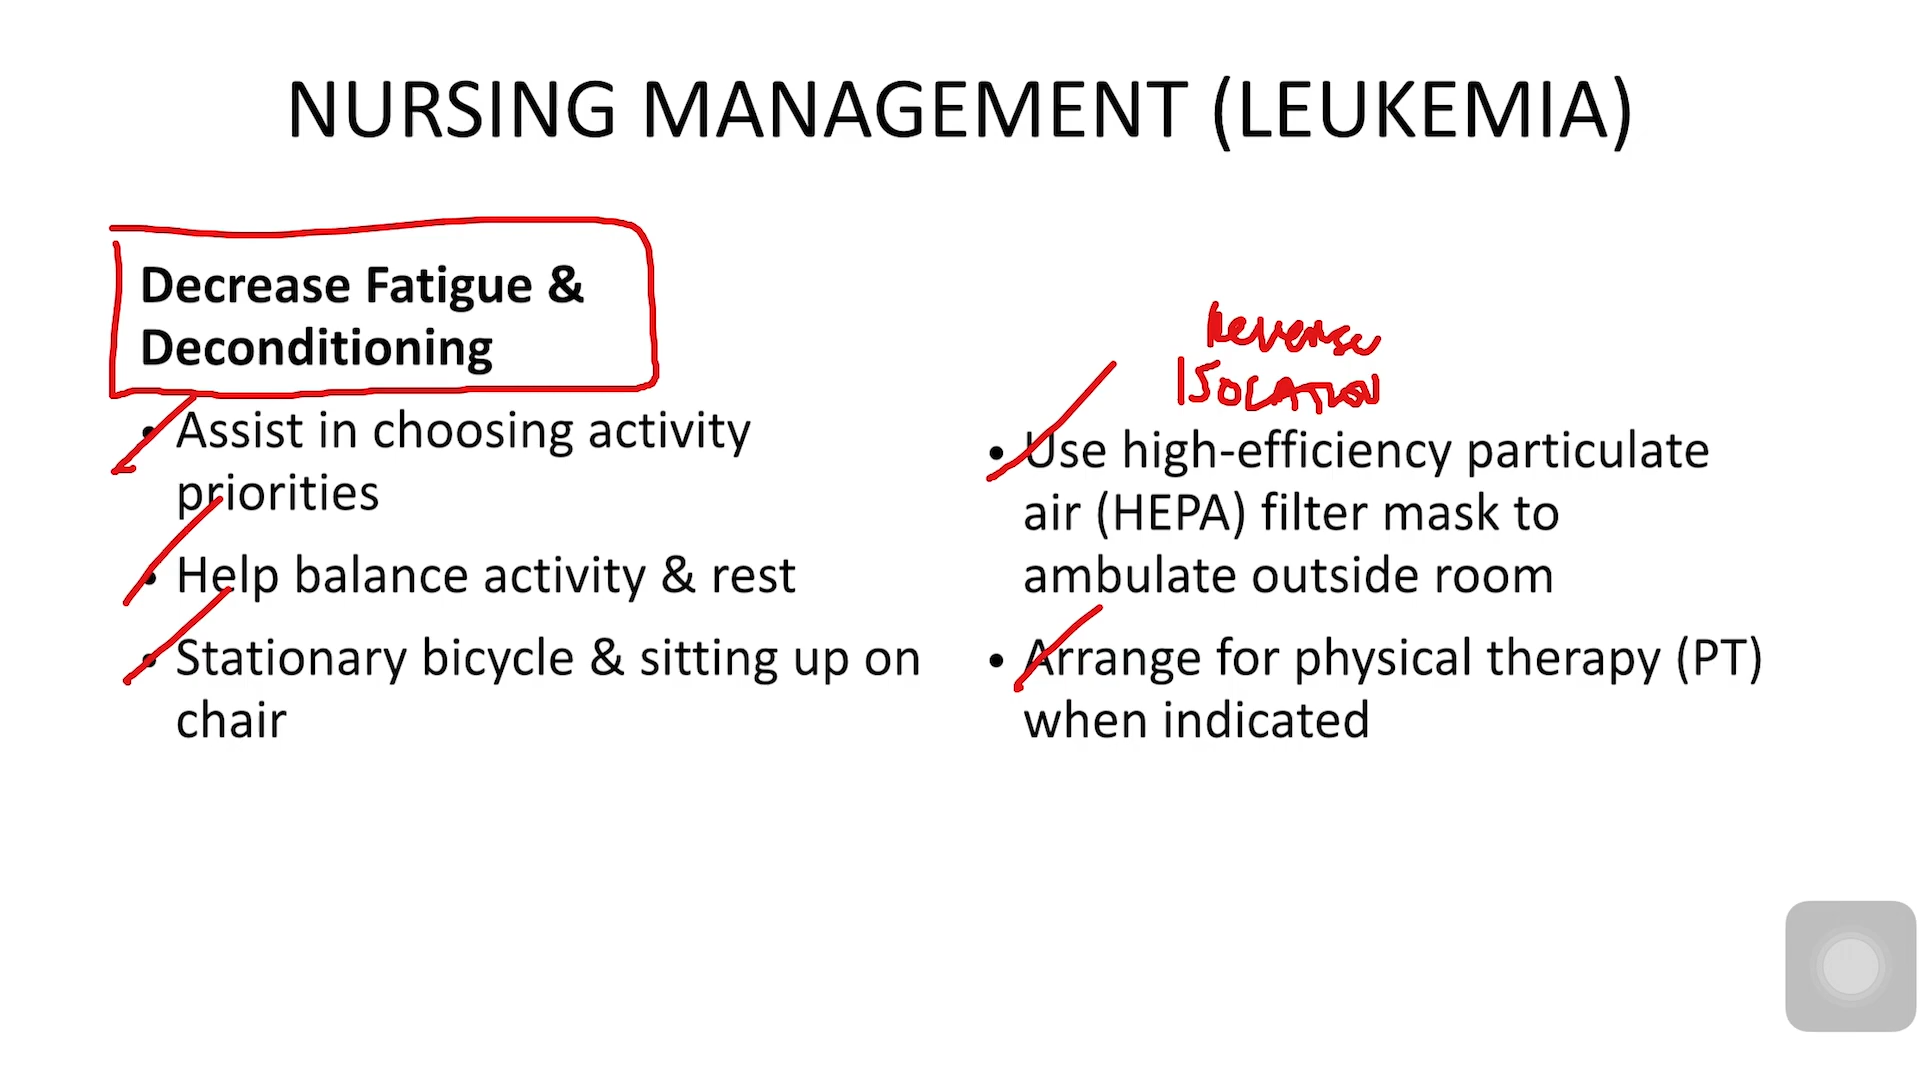 NURSING MANAGEMENT (LEUKEMIA)
Decrease Fatigue &
Deconditioning
• Assist in choosing activity
priorities
• Help balance activity & rest
• Stationary bicycle & sitting up on
chair
Reverse
ISOLATION
• Use high-efficiency particulate
air (HEPA) filter mask to
ambulate outside room
• Arrange for physical therapy (PT)
when indicated